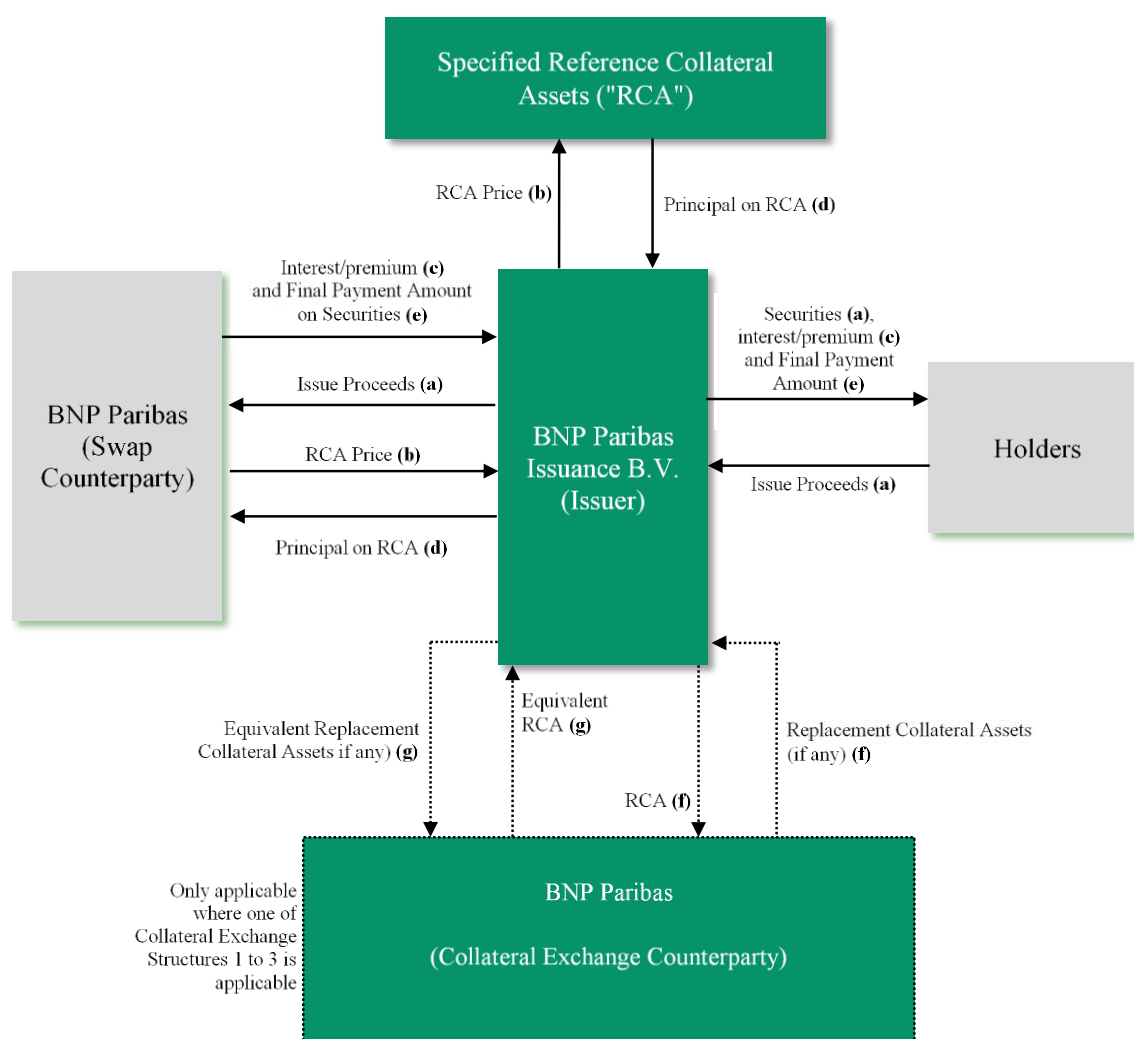 Specified Reference Collateral
Assets ("RCA")
RCA Price (b)
Principal on RCA (d)
Interest/premium (c)
and Final Payment Amount
on Securities (e)
Securities (a),
interest/premium (c)
and Final Payment
Amount (e)
Issue Proceeds (a)
BNP Paribas
(Swap
Counterparty)
RCA Price (b)
BNP Paribas
Issuance B.V.
(Issuer)
Holders
Issue Proceeds (a)
Principal on RCA (d)
Equivalent Replacement
Collateral Assets if any) (g)
Equivalent
RCA (g)
Replacement Collateral Assets
(if any) (f)
RCA (f)
Only applicable
where one of
Collateral Exchange
Structures 1 to 3 is
applicable
BNP Paribas
(Collateral Exchange Counterparty)